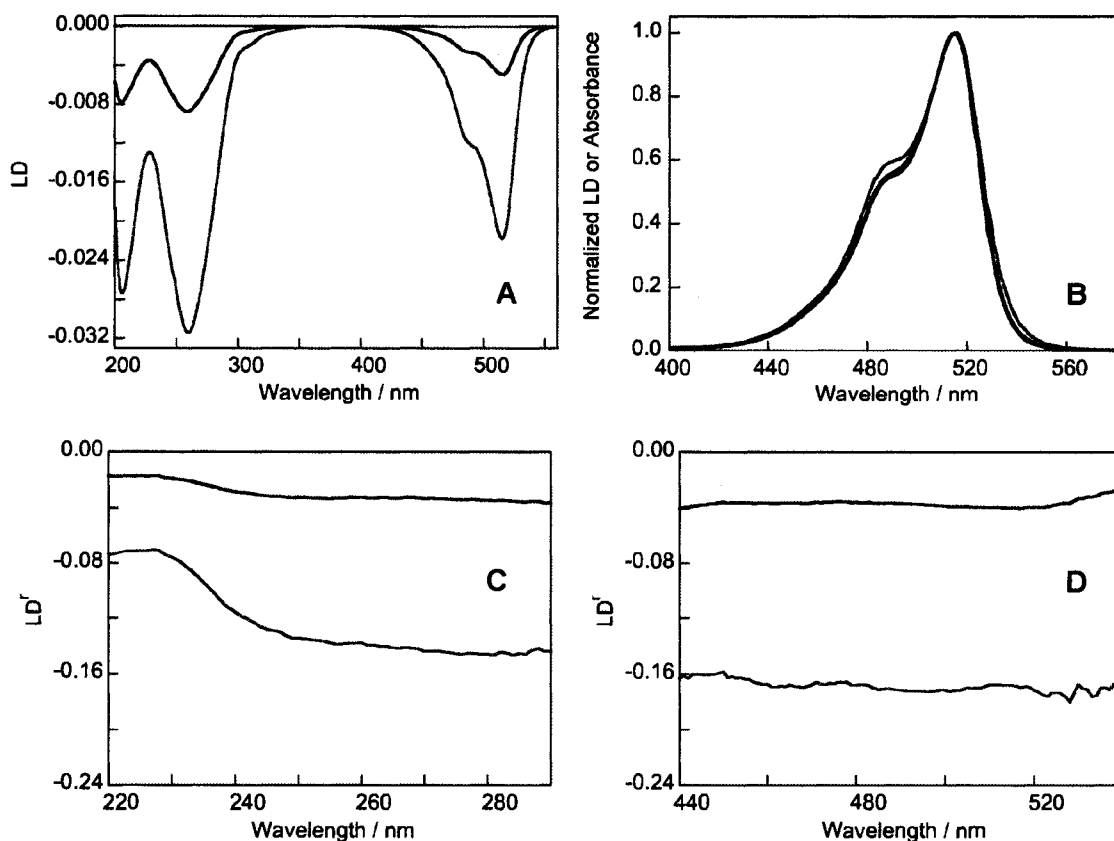 0.000
-0.008
-0.016
-0.024
-0.032
LD
200
300
400
500
Wavelength / nm
A
1.0
0.8
0.6
0.4
0.2
0.0
Normalized LD or Absorbance
400
440
480
520
560
Wavelength / nm
B
0.00
-0.08
-0.16
-0.24
LDʳ
220
240
260
280
Wavelength / nm
C
0.00
-0.08
-0.16
-0.24
LDʳ
440
480
520
Wavelength / nm
D